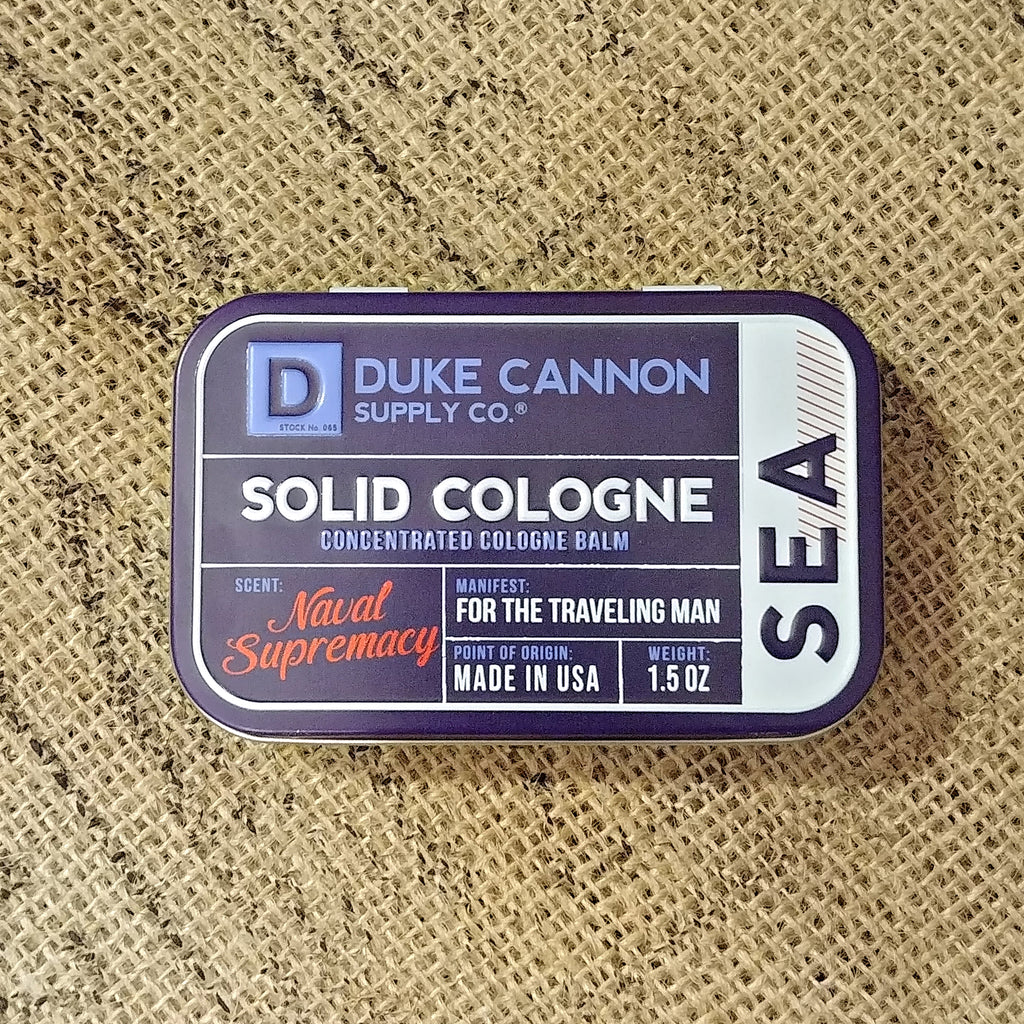 D
STOCK No. 065
DUKE CANNON
SUPPLY CO.®
SOLID COLOGNE
CONCENTRATED COLOGNE BALM
SCENT:
Naval
Supremacy
MANIFEST:
FOR THE TRAVELING MAN
POINT OF ORIGIN:
MADE IN USA
WEIGHT:
1.5 OZ
SEA